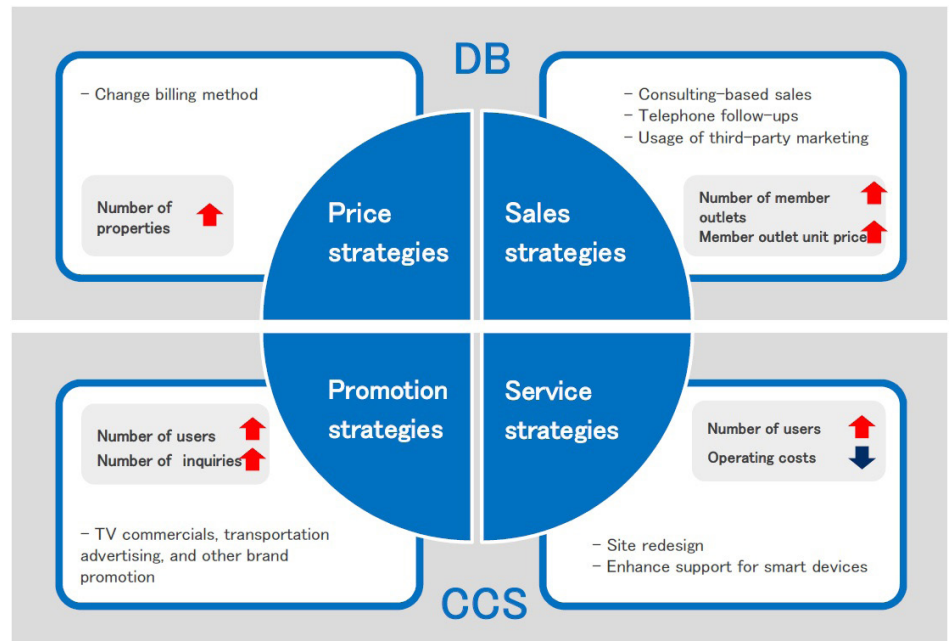 DB
- Change billing method
Number of
properties
Price
strategies
- Consulting-based sales
- Telephone follow-ups
- Usage of third-party marketing
Number of member
outlets
Member outlet unit price
Sales
strategies
Promotion
strategies
Number of users
Number of inquiries
- TV commercials, transportation
advertising, and other brand
promotion
Service
strategies
Number of users
Operating costs
- Site redesign
- Enhance support for smart devices
CCS